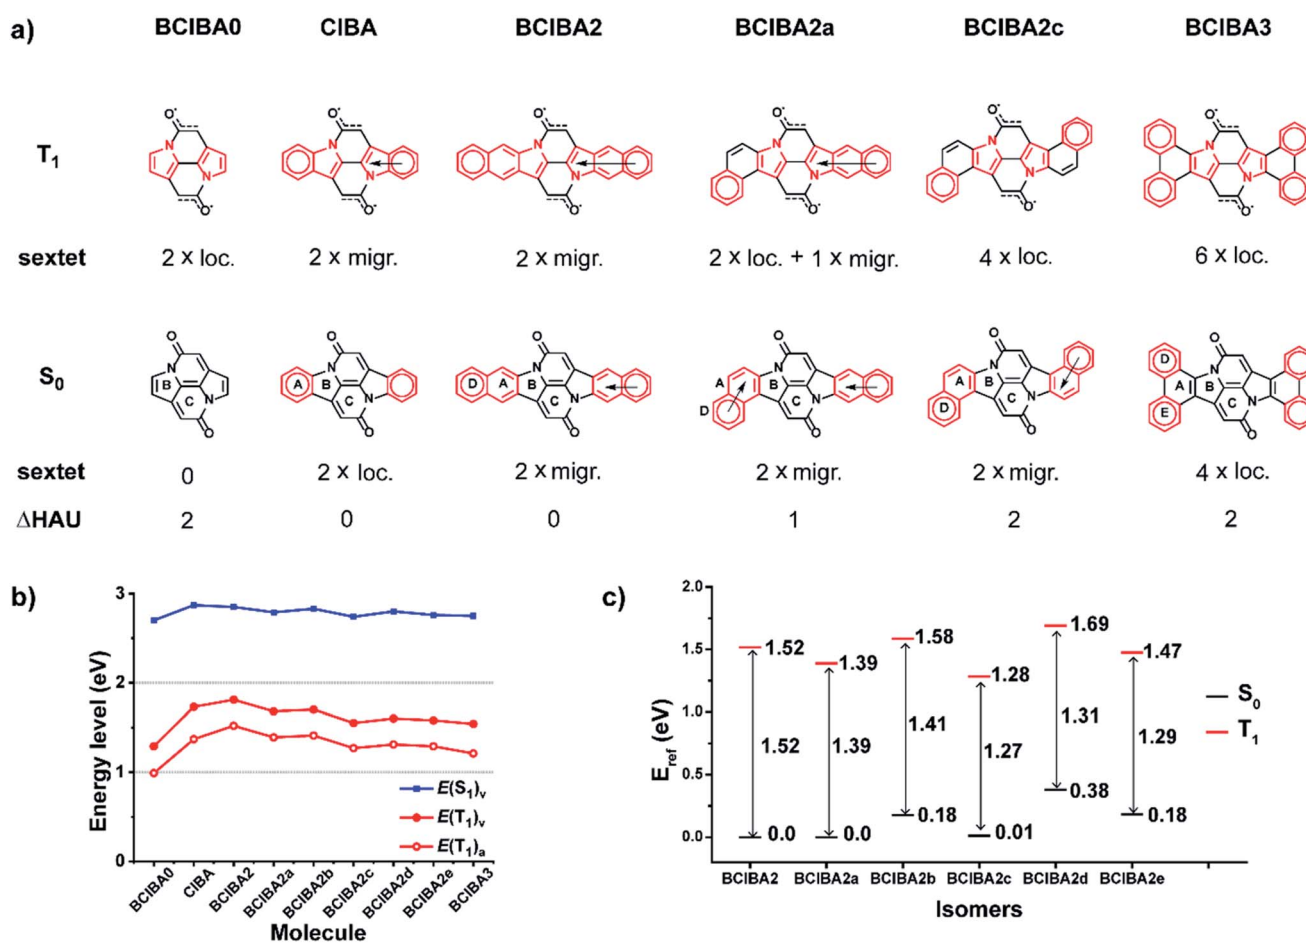 a)
BCIBA0 CIBA BCIBA2 BCIBA2a BCIBA2c BCIBA3
T1
O• O• O• O• O• O•
N N N N N N
N N N N N N
O• O• O• O• O• O•
sextet 2 x loc. 2 x migr. 2 x migr. 2 x loc. + 1 x migr. 4 x loc. 6 x loc.
S0
O O O O O O
N N N N N N
B A B D A B A B A B D A B
C C C D C D C E C
N N N N N N
O O O O O O
sextet 0 2 x loc. 2 x migr. 2 x migr. 2 x migr. 4 x loc.
ΔHAU 2 0 0 1 2 2
b)
Energy level (eV)
3
2
1
0
E(S1)v
E(T1)v
E(T1)a
BCIBA0 CIBA BCIBA2 BCIBA2a BCIBA2b BCIBA2c BCIBA2d BCIBA2e BCIBA3
Molecule
c)
Eref (eV)
2.0
1.5
1.0
0.5
0.0
1.52 1.39 1.58 1.28 1.69 1.47
1.52 1.39 1.41 1.27 1.31 1.29
0.0 0.0 0.18 0.01 0.38 0.18
S0
T1
BCIBA2 BCIBA2a BCIBA2b BCIBA2c BCIBA2d BCIBA2e
Isomers